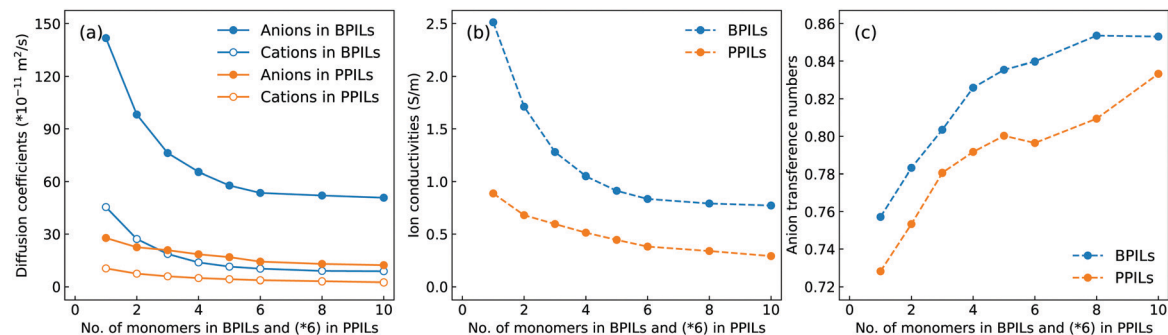 (a)
Anions in BPILs
Cations in BPILs
Anions in PPILs
Cations in PPILs
150
120
90
60
30
0
Diffusion coefficients (*10⁻¹¹ m²/s)
0 2 4 6 8 10
No. of monomers in BPILs and (*6) in PPILs
(b)
BPILs
PPILs
2.5
2.0
1.5
1.0
0.5
0.0
Ion conductivities (S/m)
0 2 4 6 8 10
No. of monomers in BPILs and (*6) in PPILs
(c)
0.86
0.84
0.82
0.80
0.78
0.76
0.74
0.72
Anion transference numbers
BPILs
PPILs
0 2 4 6 8 10
No. of monomers in BPILs and (*6) in PPILs